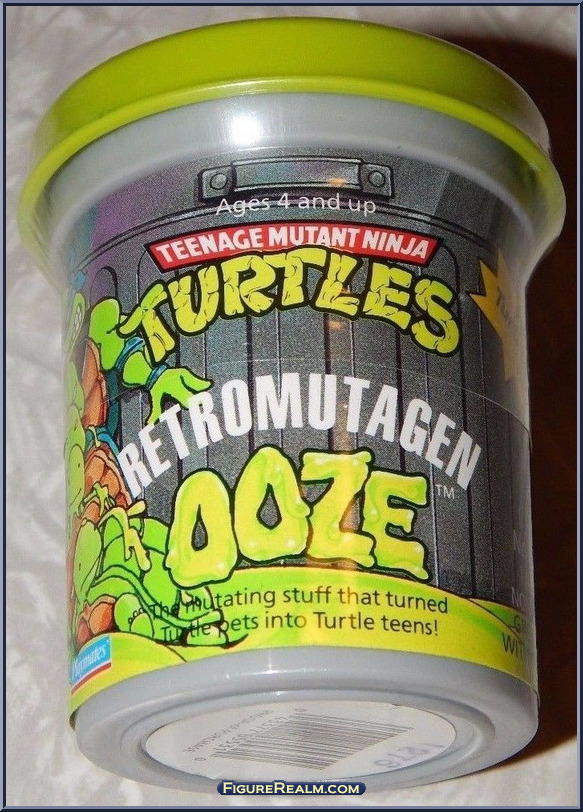 Ages 4 and up
TEENAGE MUTANT NINJA
TURTLES
RETROMUTAGEN
OOZE™
The mutating stuff that turned
Turtle pets into Turtle teens!
Playmates
WIT
FIGUREREALM.COM